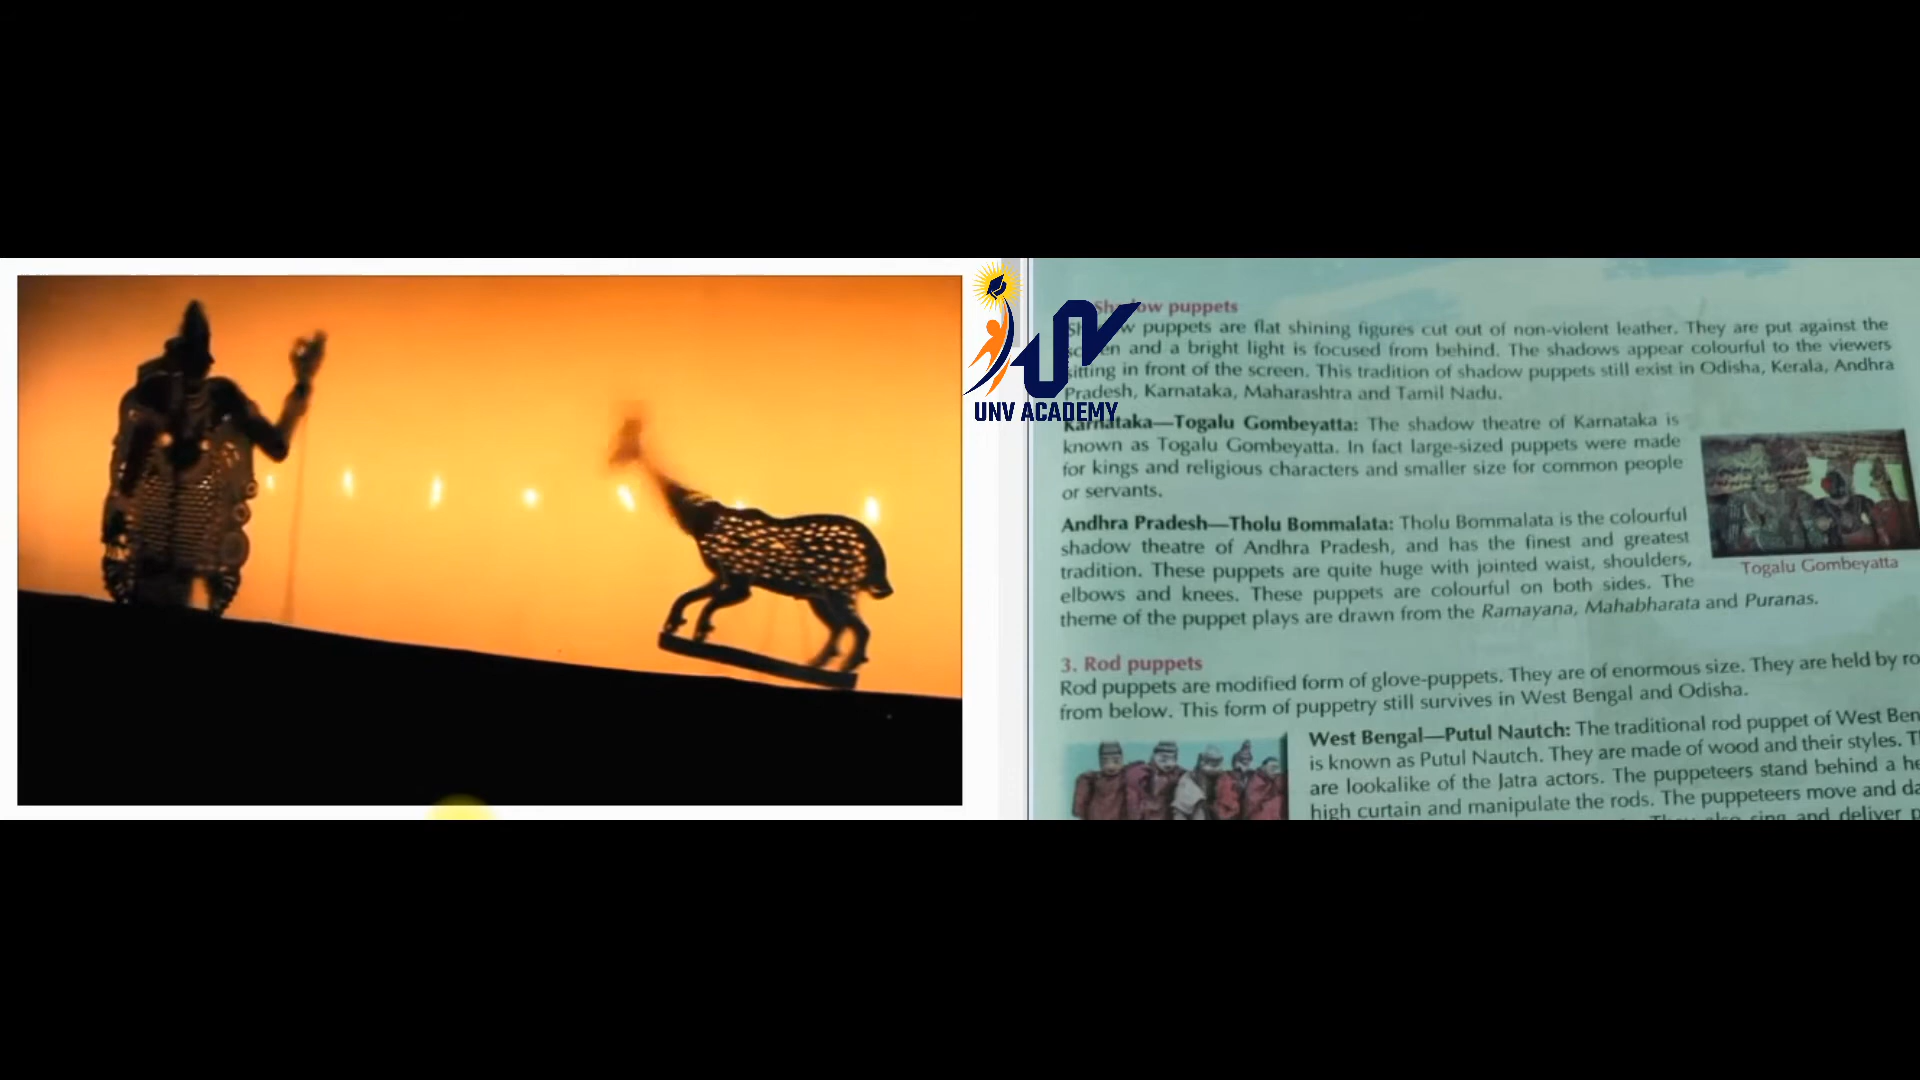 Shadow puppets
puppets are flat shining figures cut out of non-violent leather. They are put against the
and a bright light is focused from behind. The shadows appear colourful to the viewers
sitting in front of the screen. This tradition of shadow puppets still exist in Odisha, Kerala, Andhra
Pradesh, Karnataka, Maharashtra and Tamil Nadu.
UNV ACADEMY
Karnataka—Togalu Gombeyatta: The shadow theatre of Karnataka is
known as Togalu Gombeyatta. In fact large-sized puppets were made
for kings and religious characters and smaller size for common people
or servants.
Togalu Gombeyatta
Andhra Pradesh—Tholu Bommalata: Tholu Bommalata is the colourful
shadow theatre of Andhra Pradesh, and has the finest and greatest
tradition. These puppets are quite huge with jointed waist, shoulders,
elbows and knees. These puppets are colourful on both sides. The
theme of the puppet plays are drawn from the Ramayana, Mahabharata and Puranas.
3. Rod puppets
Rod puppets are modified form of glove-puppets. They are of enormous size. They are held by ro
from below. This form of puppetry still survives in West Bengal and Odisha.
West Bengal—Putul Nautch: The traditional rod puppet of West Ben
is known as Putul Nautch. They are made of wood and their styles. T
are lookalike of the Jatra actors. The puppeteers stand behind a he
high curtain and manipulate the rods. The puppeteers move and da
They also sing and deliver p